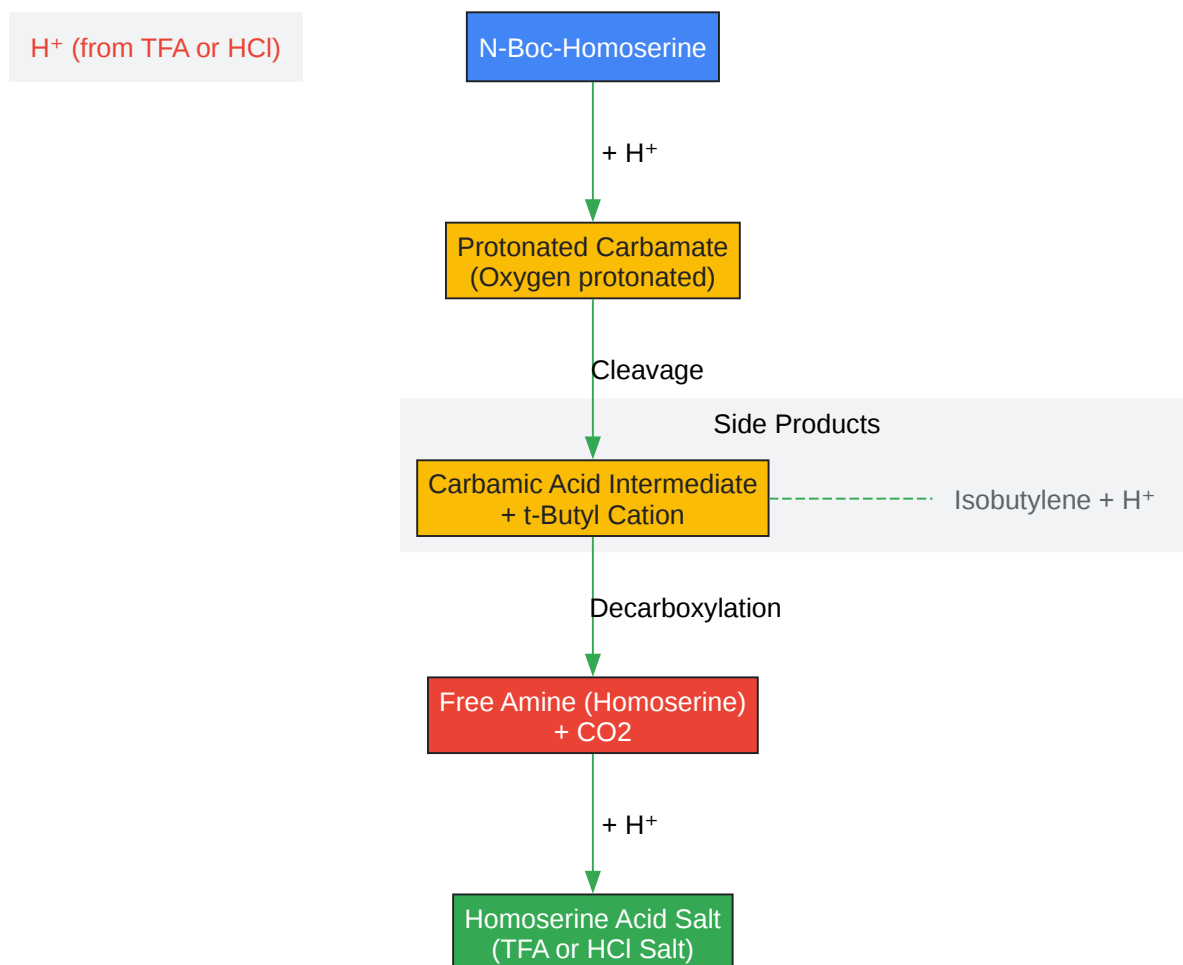 H⁺ (from TFA or HCl)
N-Boc-Homoserine
+ H⁺
Protonated Carbamate
(Oxygen protonated)
Cleavage
Side Products
Carbamic Acid Intermediate
+ t-Butyl Cation
Isobutylene + H⁺
Decarboxylation
Free Amine (Homoserine)
+ CO2
+ H⁺
Homoserine Acid Salt
(TFA or HCl Salt)